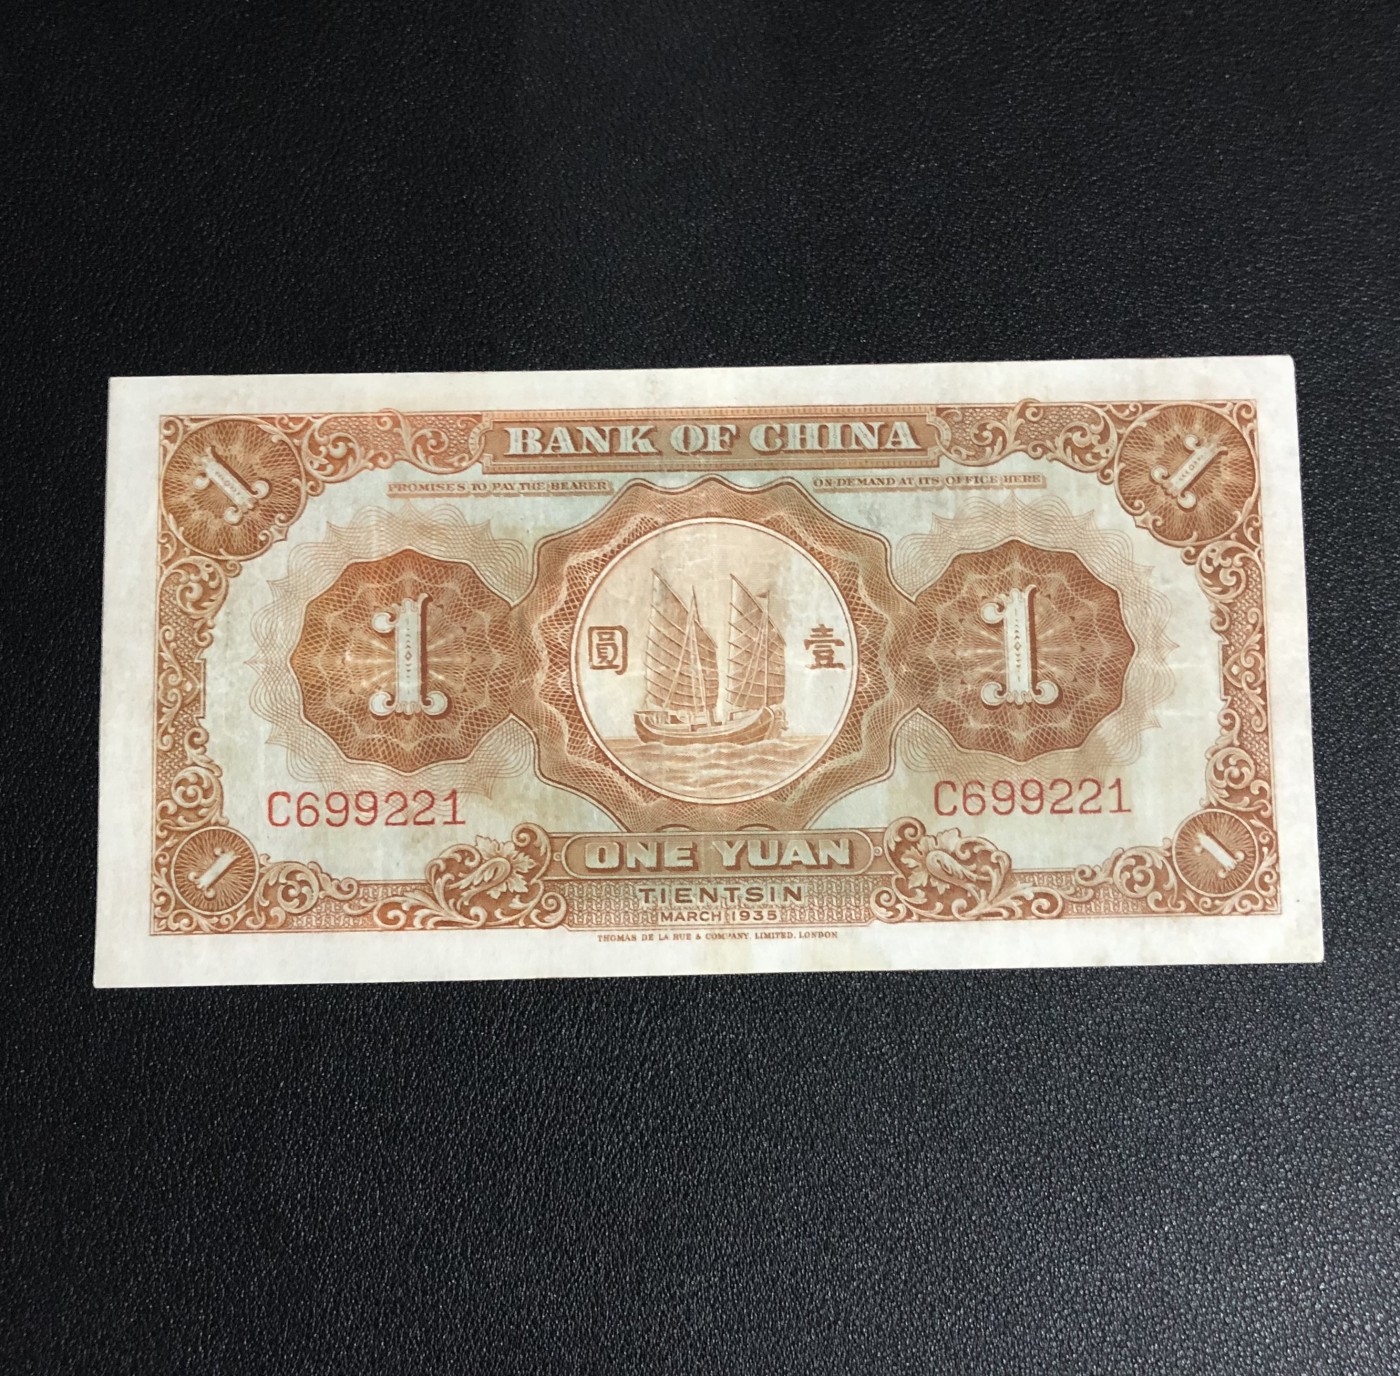 1
BANK OF CHINA
1
PROMISES TO PAY THE BEARER
ON DEMAND AT ITS OFFICE HERE
1
圓
壹
1
C699221
C699221
1
ONE YUAN
1
TIENTSIN
MARCH 1935
THOMAS DE LA RUE & COMPANY, LIMITED, LONDON